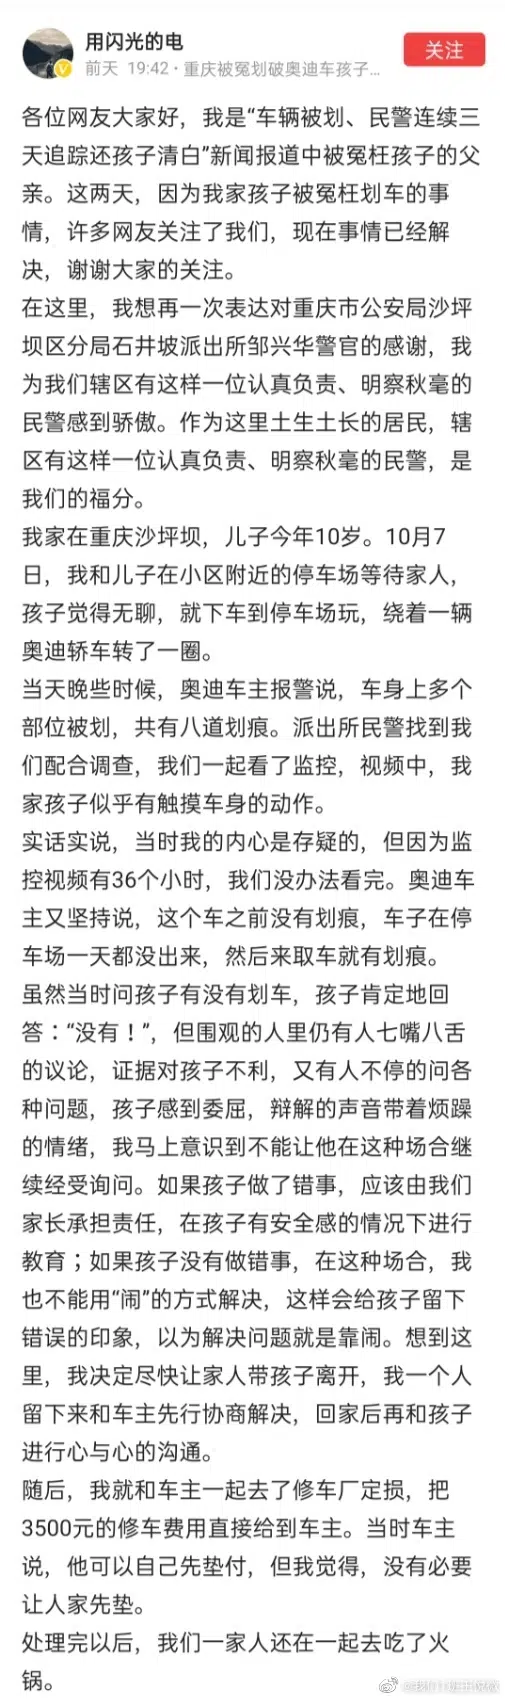 用闪光的电
前天 19:42·重庆被冤划破奥迪车孩子...
关注
各位网友大家好，我是“车辆被划、民警连续三
天追踪还孩子清白”新闻报道中被冤枉孩子的父
亲。这两天，因为我家孩子被冤枉划车的事
情，许多网友关注了我们，现在事情已经解
决，谢谢大家的关注。
在这里，我想再一次表达对重庆市公安局沙坪
坝区分局石井坡派出所邹兴华警官的感谢，我
为我们辖区有这样一位认真负责、明察秋毫的
民警感到骄傲。作为这里土生土长的居民，辖
区有这样一位认真负责、明察秋毫的民警，是
我们的福分。
我家在重庆沙坪坝，儿子今年10岁。10月7
日，我和儿子在小区附近的停车场等待家人，
孩子觉得无聊，就下车到停车场玩，绕着一辆
奥迪轿车转了一圈。
当天晚些时候，奥迪车主报警说，车身上多个
部位被划，共有八道划痕。派出所民警找到我
们配合调查，我们一起看了监控，视频中，我
家孩子似乎有触摸车身的动作。
实话实说，当时我的内心是存疑的，但因为监
控视频有36个小时，我们没办法看完。奥迪车
主又坚持说，这个车之前没有划痕，车子在停
车场一天都没出来，然后来取车就有划痕。
虽然当时问孩子有没有划车，孩子肯定地回
答：“没有！”，但围观的人里仍有人七嘴八舌
的议论，证据对孩子不利，又有人不停的问各
种问题，孩子感到委屈，辩解的声音带着烦躁
的情绪，我马上意识到不能让他在这种场合继
续经受询问。如果孩子做了错事，应该由我们
家长承担责任，在孩子有安全感的情况下进行
教育；如果孩子没有做错事，在这种场合，我
也不能用“闹”的方式解决，这样会给孩子留下
错误的印象，以为解决问题就是靠闹。想到这
里，我决定尽快让家人带孩子离开，我一个人
留下来和车主先行协商解决，回家后再和孩子
进行心与心的沟通。
随后，我就和车主一起去了修车厂定损，把
3500元的修车费用直接给到车主。当时车主
说，他可以自己先垫付，但我觉得，没有必要
让人家先垫。
处理完以后，我们一家人还在一起去吃了火
锅。